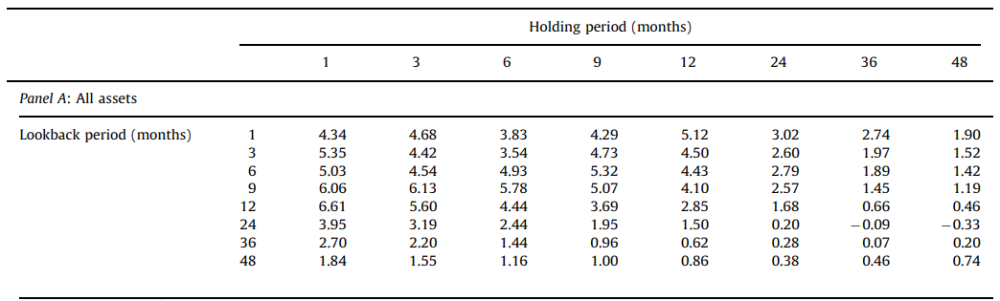 Holding period (months)
1 3 6 9 12 24 36 48
Panel A: All assets
Lookback period (months) 1 4.34 4.68 3.83 4.29 5.12 3.02 2.74 1.90
3 5.35 4.42 3.54 4.73 4.50 2.60 1.97 1.52
6 5.03 4.54 4.93 5.32 4.43 2.79 1.89 1.42
9 6.06 6.13 5.78 5.07 4.10 2.57 1.45 1.19
12 6.61 5.60 4.44 3.69 2.85 1.68 0.66 0.46
24 3.95 3.19 2.44 1.95 1.50 0.20 −0.09 −0.33
36 2.70 2.20 1.44 0.96 0.62 0.28 0.07 0.20
48 1.84 1.55 1.16 1.00 0.86 0.38 0.46 0.74